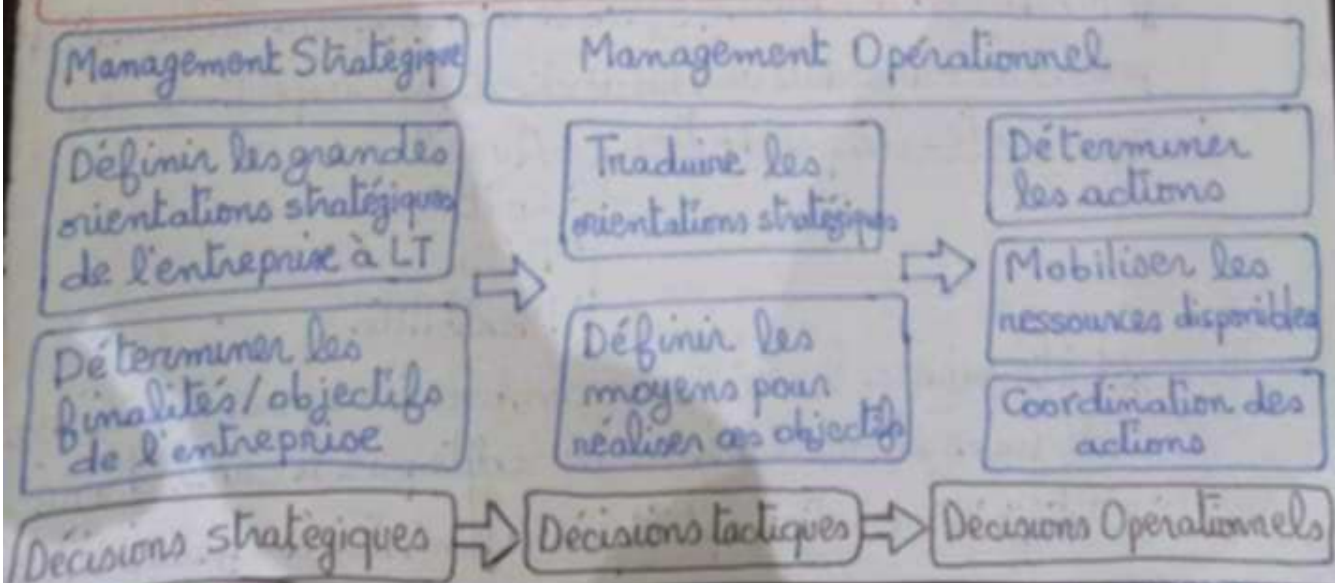 Management Stratégique
Management Opérationnel
Définir les grandes
orientations stratégiques
de l'entreprise à LT
Déterminer les
finalités/objectifs
de l'entreprise
Traduire les
orientations stratégiques
Définir les
moyens pour
réaliser ces objectifs
Déterminer
les actions
Mobiliser les
ressources disponibles
Coordination des
actions
Décisions stratégiques
Décisions tactiques
Décisions Opérationnels